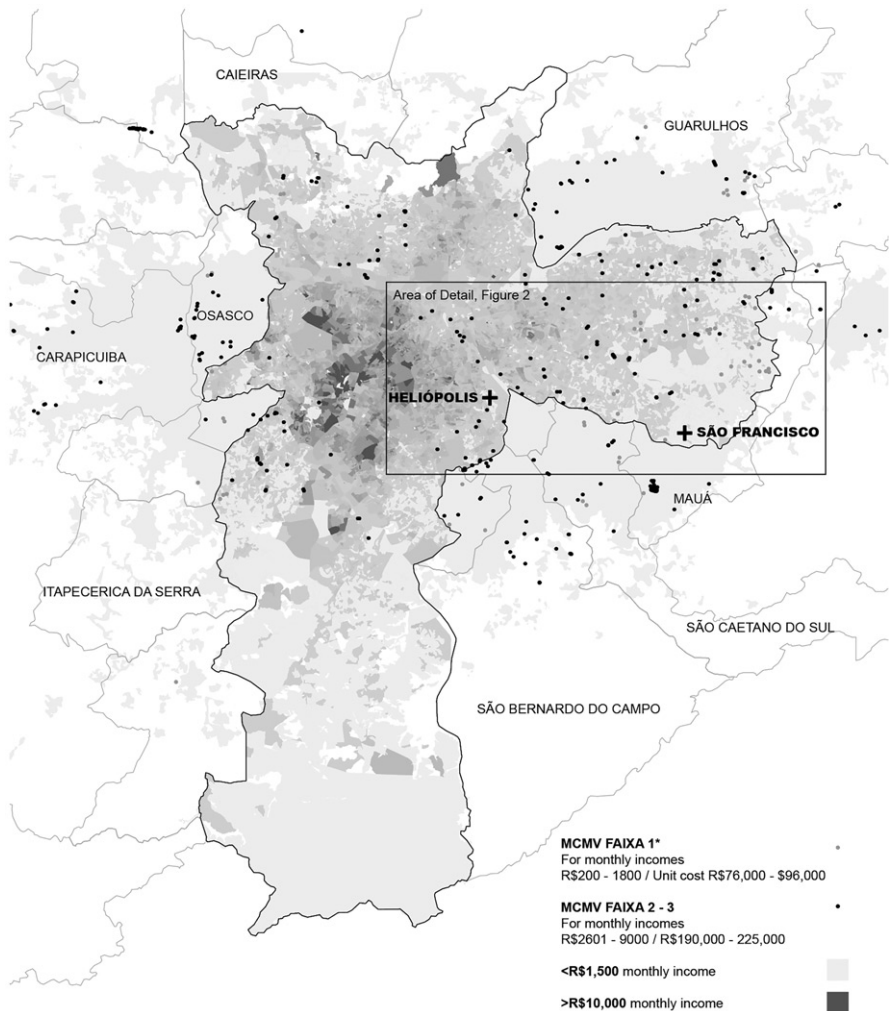 CAIEIRAS
GUARULHOS
Area of Detail, Figure 2
OSASCO
CARAPICUIBA
HELIÓPOLIS
SÃO FRANCISCO
MAUÁ
ITAPECERICA DA SERRA
SÃO CAETANO DO SUL
SÃO BERNARDO DO CAMPO
MCMV FAIXA 1*
For monthly incomes
R$200 - 1800 / Unit cost R$76,000 - $96,000
MCMV FAIXA 2 - 3
For monthly incomes
R$2601 - 9000 / R$190,000 - 225,000
<R$1,500 monthly income
>R$10,000 monthly income